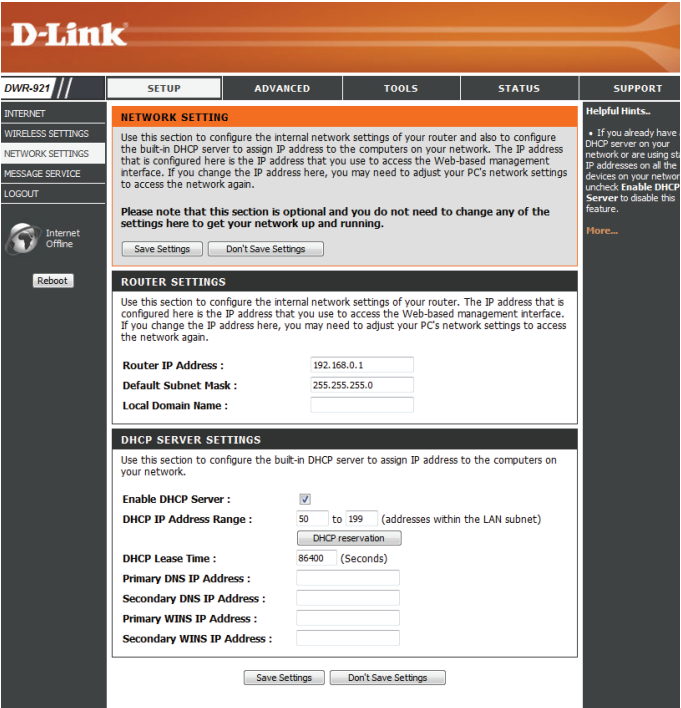 D-Link
DWR-921
SETUP
ADVANCED
TOOLS
STATUS
SUPPORT
INTERNET
WIRELESS SETTINGS
NETWORK SETTINGS
MESSAGE SERVICE
LOGOUT
Internet
Offline
Reboot
NETWORK SETTING
Use this section to configure the internal network settings of your router and also to configure
the built-in DHCP server to assign IP address to the computers on your network. The IP address
that is configured here is the IP address that you use to access the Web-based management
interface. If you change the IP address here, you may need to adjust your PC's network settings
to access the network again.
Please note that this section is optional and you do not need to change any of the
settings here to get your network up and running.
Save Settings
Don't Save Settings
ROUTER SETTINGS
Use this section to configure the internal network settings of your router. The IP address that is
configured here is the IP address that you use to access the Web-based management interface.
If you change the IP address here, you may need to adjust your PC's network settings to access
the network again.
Router IP Address : 192.168.0.1
Default Subnet Mask : 255.255.255.0
Local Domain Name :
DHCP SERVER SETTINGS
Use this section to configure the built-in DHCP server to assign IP address to the computers on
your network.
Enable DHCP Server :
DHCP IP Address Range : 50 to 199 (addresses within the LAN subnet)
DHCP reservation
DHCP Lease Time : 86400 (Seconds)
Primary DNS IP Address :
Secondary DNS IP Address :
Primary WINS IP Address :
Secondary WINS IP Address :
Save Settings
Don't Save Settings
Helpful Hints..
• If you already have
DHCP server on your
network or are using
IP addresses on all the
devices on your
uncheck Enable DHCP
Server to disable this
feature.
More...